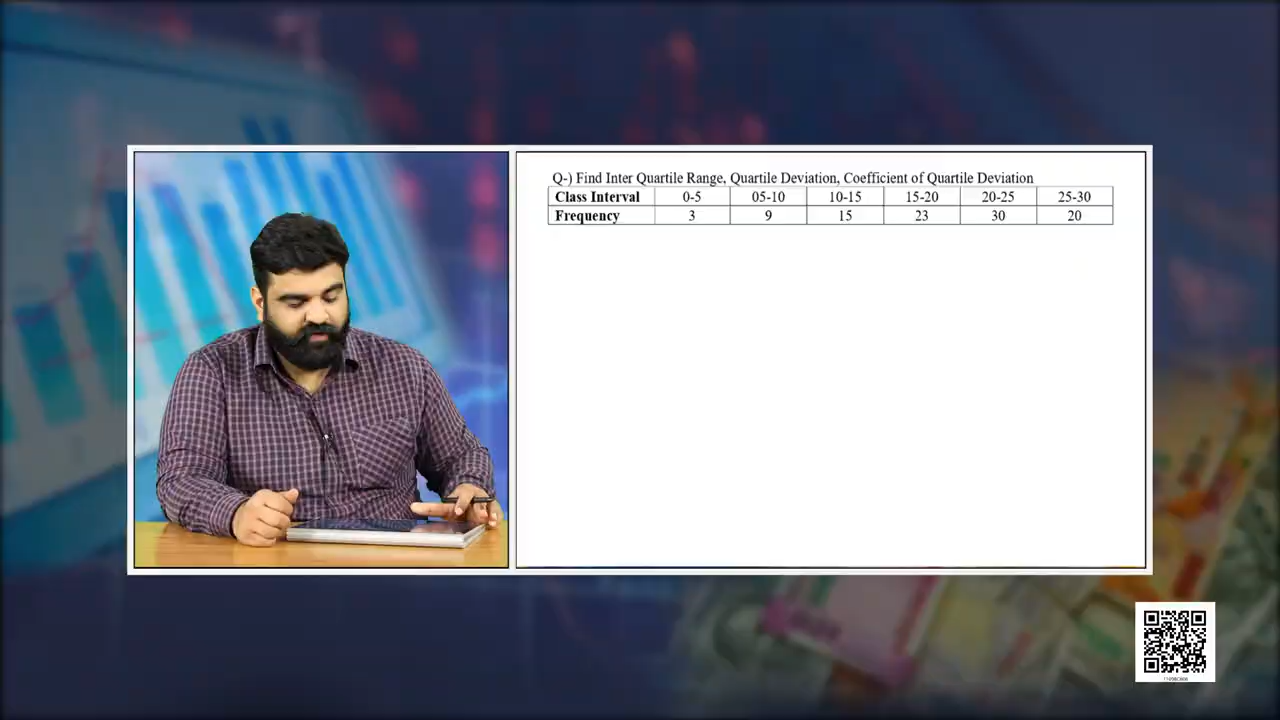 Q-) Find Inter Quartile Range, Quartile Deviation, Coefficient of Quartile Deviation
Class Interval 0-5 05-10 10-15 15-20 20-25 25-30
Frequency 3 9 15 23 30 20